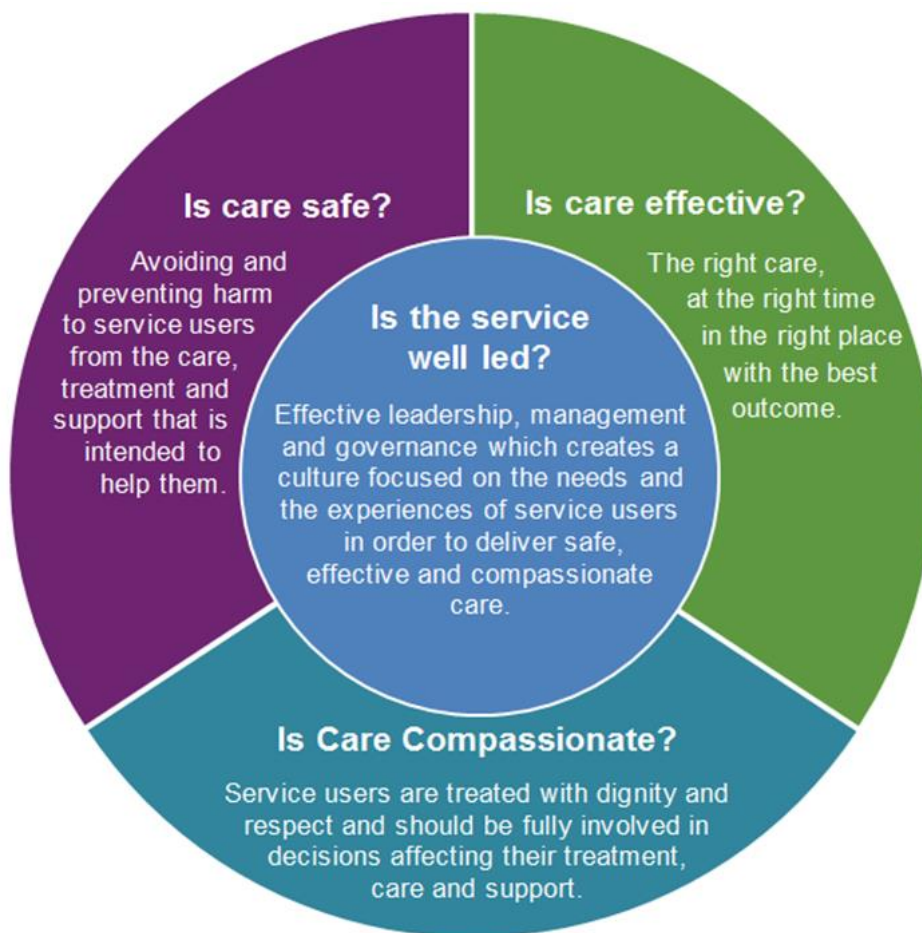 Is care safe?
Avoiding and
preventing harm
to service users
from the care,
treatment and
support that is
intended to
help them.
Is care effective?
The right care,
at the right time
in the right place
with the best
outcome.
Is the service
well led?
Effective leadership, management
and governance which creates a
culture focused on the needs and
the experiences of service users
in order to deliver safe,
effective and compassionate
care.
Is Care Compassionate?
Service users are treated with dignity and
respect and should be fully involved in
decisions affecting their treatment,
care and support.